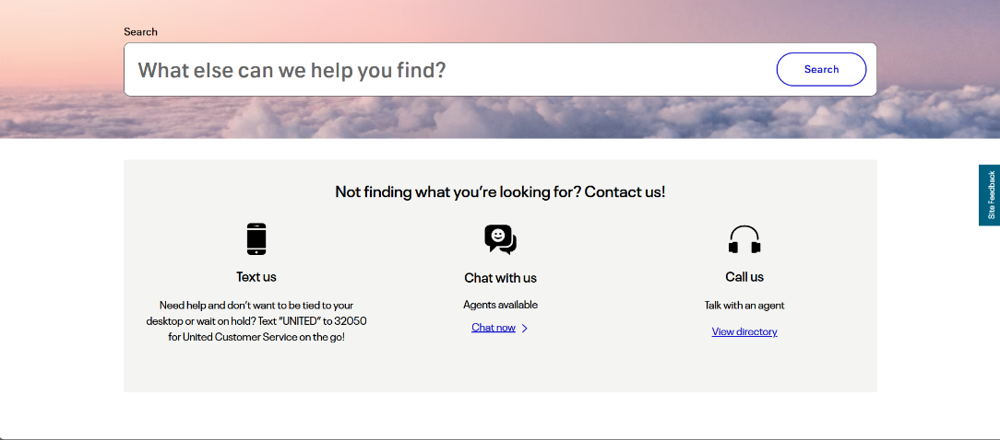 Search
What else can we help you find?
Search
Site Feedback
Not finding what you’re looking for? Contact us!
Text us
Need help and don’t want to be tied to your
desktop or wait on hold? Text “UNITED” to 32050
for United Customer Service on the go!
Chat with us
Agents available
Chat now
Call us
Talk with an agent
View directory